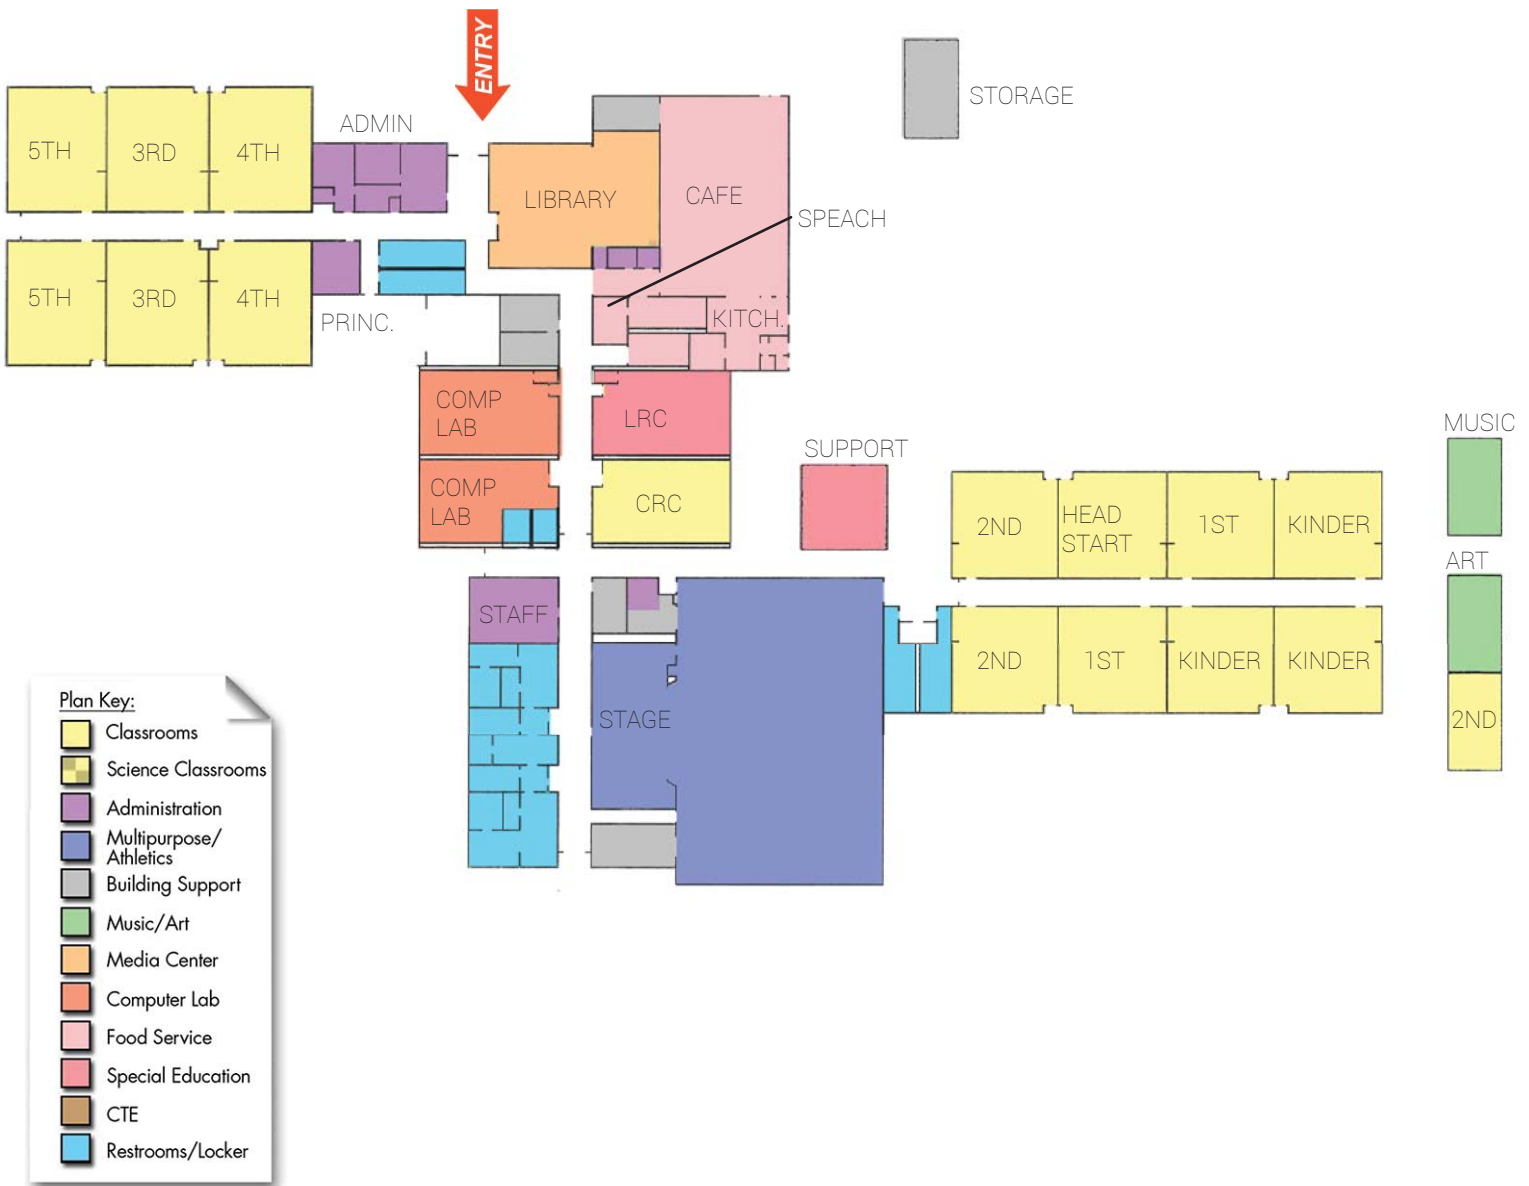 ENTRY
STORAGE
ADMIN
5TH
3RD
4TH
LIBRARY
CAFE
SPEACH
5TH
3RD
4TH
PRINC.
KITCH.
COMP
LAB
LRC
MUSIC
SUPPORT
COMP
LAB
CRC
2ND
HEAD
START
1ST
KINDER
ART
STAFF
2ND
1ST
KINDER
KINDER
STAGE
2ND
Plan Key:
Classrooms
Science Classrooms
Administration
Multipurpose/
Athletics
Building Support
Music/Art
Media Center
Computer Lab
Food Service
Special Education
CTE
Restrooms/Locker